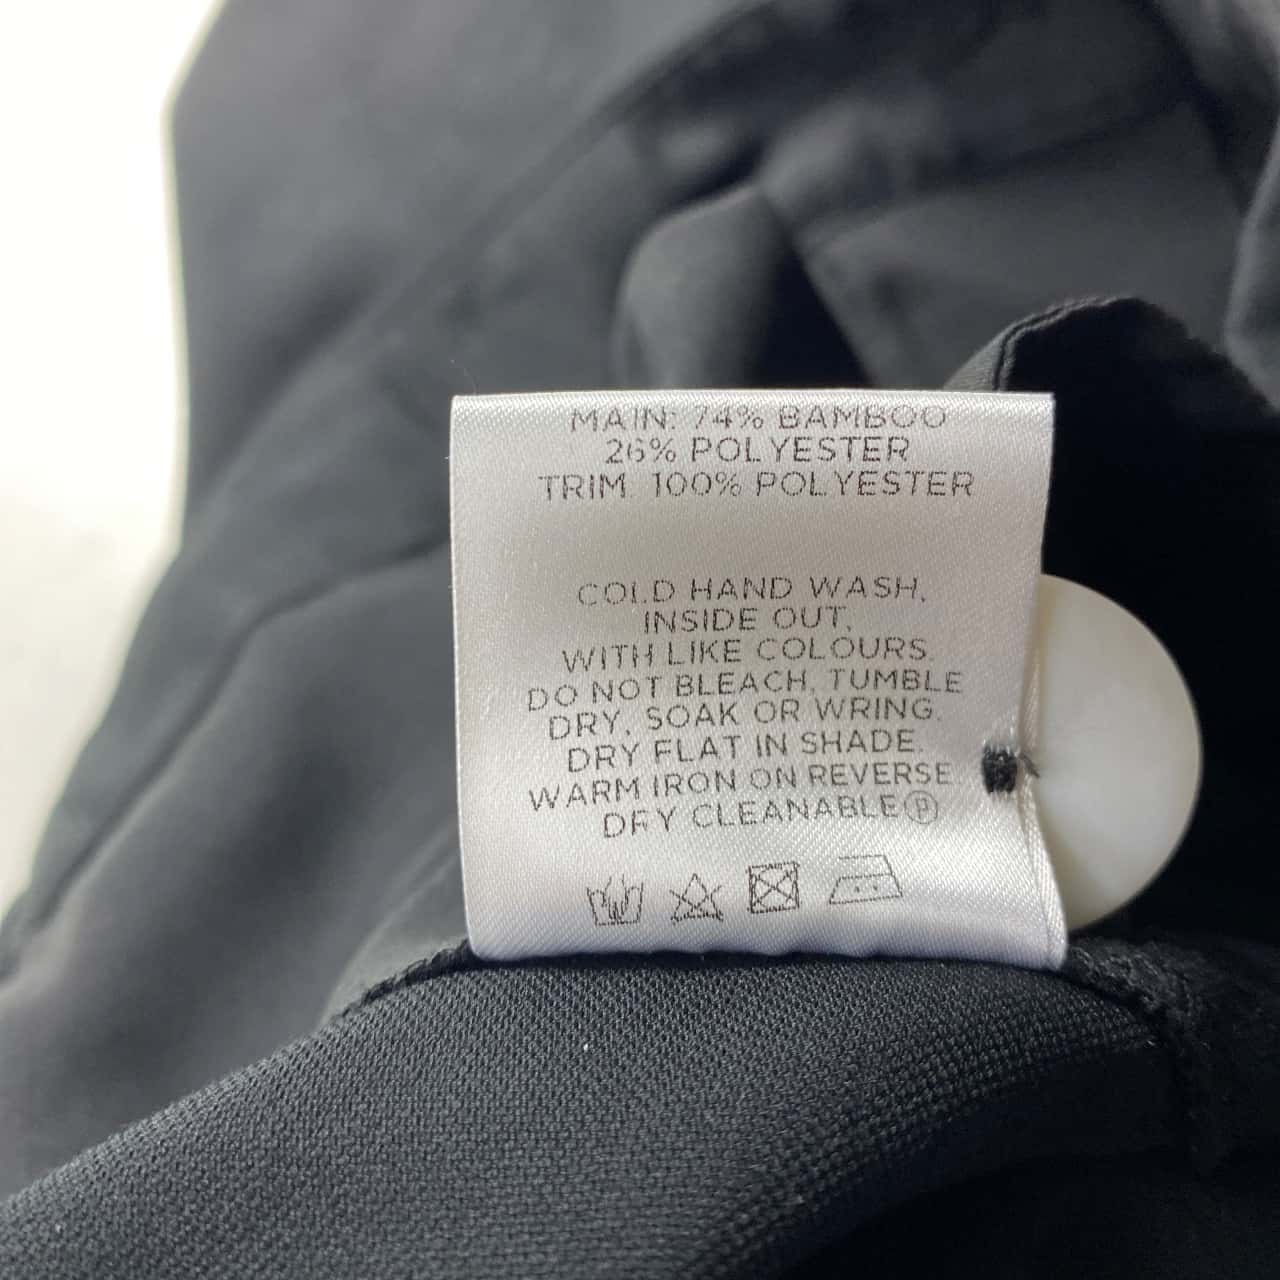 MAIN: 74% BAMBOO
26% POLYESTER
TRIM: 100% POLYESTER
COLD HAND WASH,
INSIDE OUT,
WITH LIKE COLOURS.
DO NOT BLEACH, TUMBLE
DRY, SOAK OR WRING.
DRY FLAT IN SHADE.
WARM IRON ON REVERSE.
DRY CLEANABLE Ⓟ